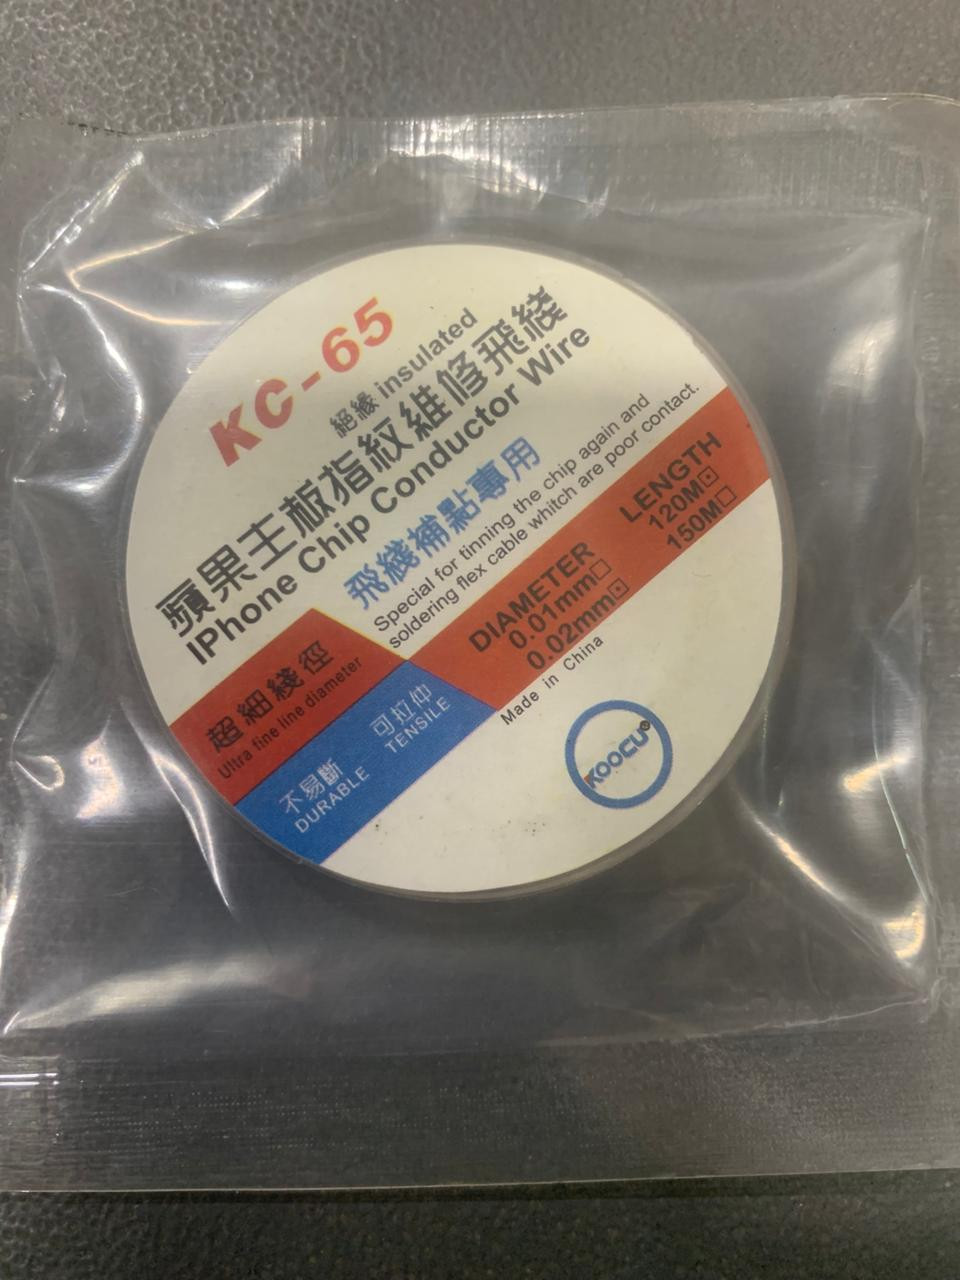 KC-65
絕緣 insulated
蘋果主板指紋維修飛綫
IPhone Chip Conductor Wire
飛綫補點專用
Special for tinning the chip again and
soldering flex cable whitch are poor contact.
超細綫徑
Ultra fine line diameter
可拉伸
TENSILE
不易斷
DURABLE
DIAMETER
0.01mm☐
0.02mm⊡
LENGTH
120M⊡
150M☐
Made in China
KOOCU®